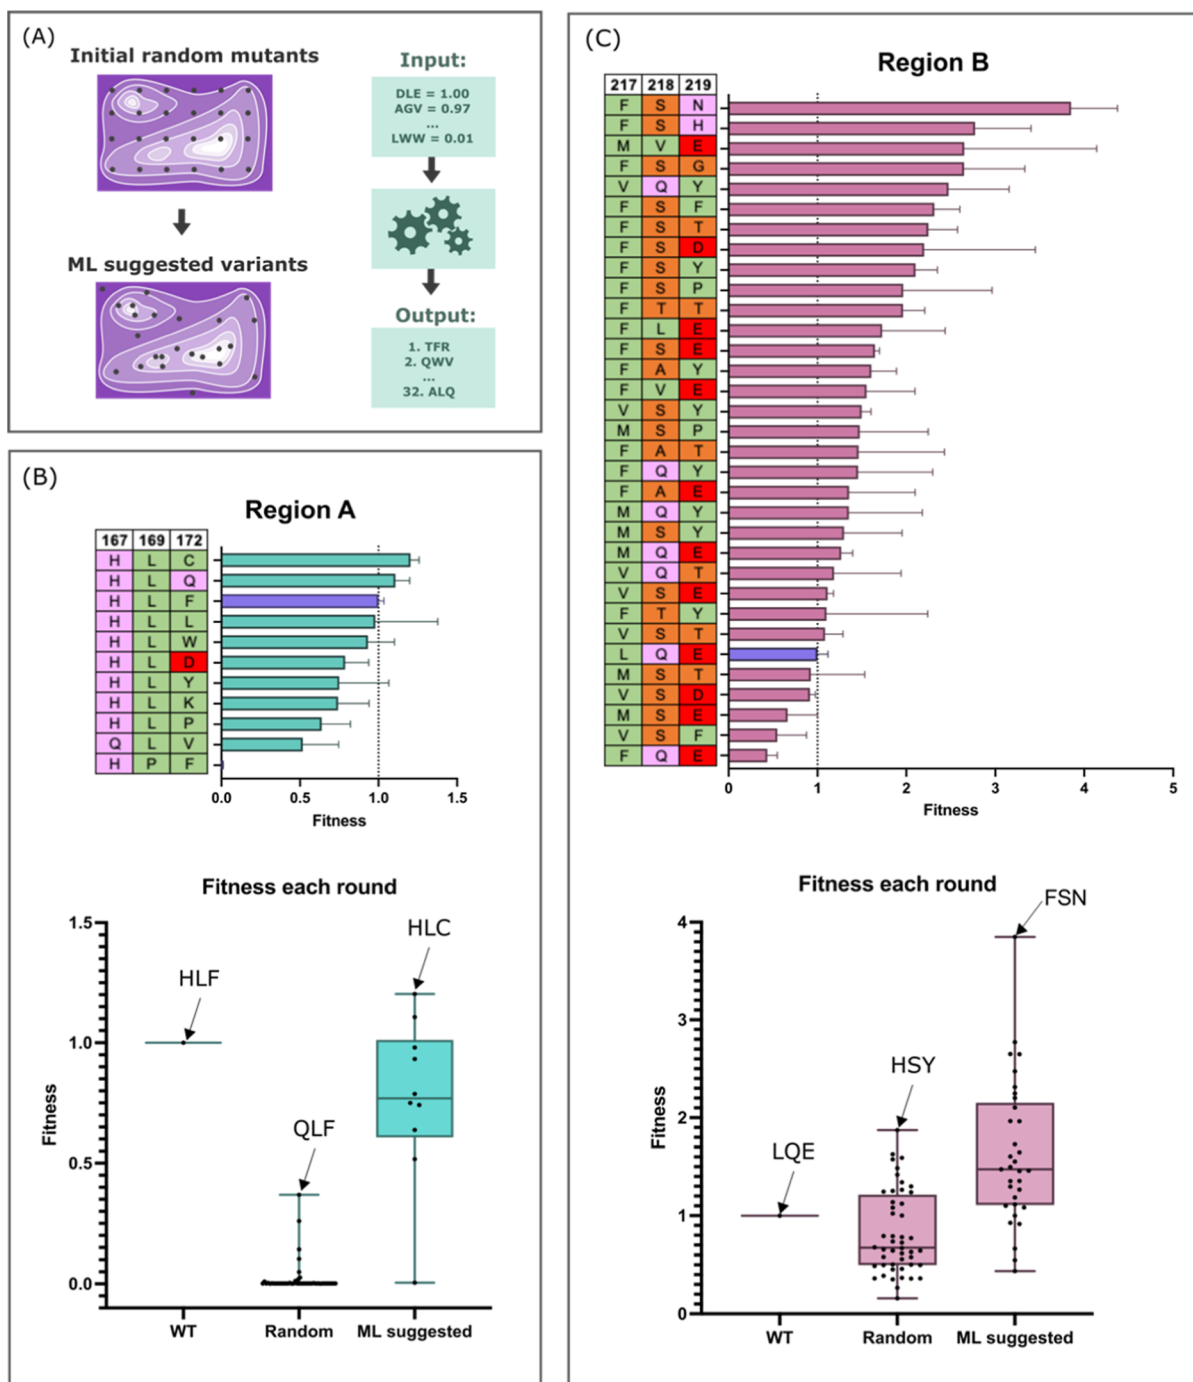 (A)
Initial random mutants
ML suggested variants
Input:
DLE = 1.00
AGV = 0.97
...
LWW = 0.01
Output:
1. TFR
2. QWV
...
32. ALQ
(B)
Region A
167 169 172
H L C
H L Q
H L F
H L L
H L W
H L D
H L Y
H L K
H L P
Q L V
H P F
0.0 0.5 1.0 1.5
Fitness
Fitness each round
1.5
1.0
0.5
0.0
Fitness
HLF
QLF
HLC
WT Random ML suggested
(C)
Region B
217 218 219
F S N
F S H
M V E
F S G
V Q Y
F S F
F S T
F S D
F S Y
F S P
F T T
F L E
F S E
F A Y
F V E
V S Y
M S P
F A T
F Q Y
F A E
M Q Y
M S Y
M Q E
V Q T
V S E
F T Y
V S T
L Q E
M S T
V S D
M S E
V S F
F Q E
0 1 2 3 4 5
Fitness
Fitness each round
4
3
2
1
0
Fitness
LQE
HSY
FSN
WT Random ML suggested